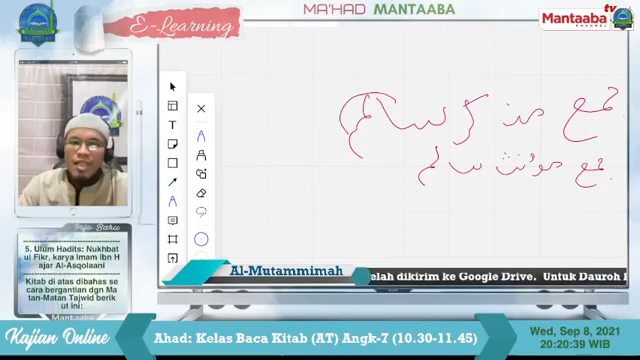 E-Learning
MA'HAD MANTAABA
Mantaaba tv
جمع مذكر سالم
جمع مؤنث سالم
Info Baru
5. Ulum Hadits: Nukhbat
ul Fikr, karya Imam Ibn H
ajar Al-Asqolaani
Kitab di atas dibahas se
cara bergantian dgn Ma
tan-Matan Tajwid berik
ut ini:
Mantaaba
Al-Mutammimah
elah dikirim ke Google Drive. Untuk Dauroh
Kajian Online
Ahad: Kelas Baca Kitab (AT) Angk-7 (10.30-11.45)
Wed, Sep 8, 2021
20:20:39 WIB